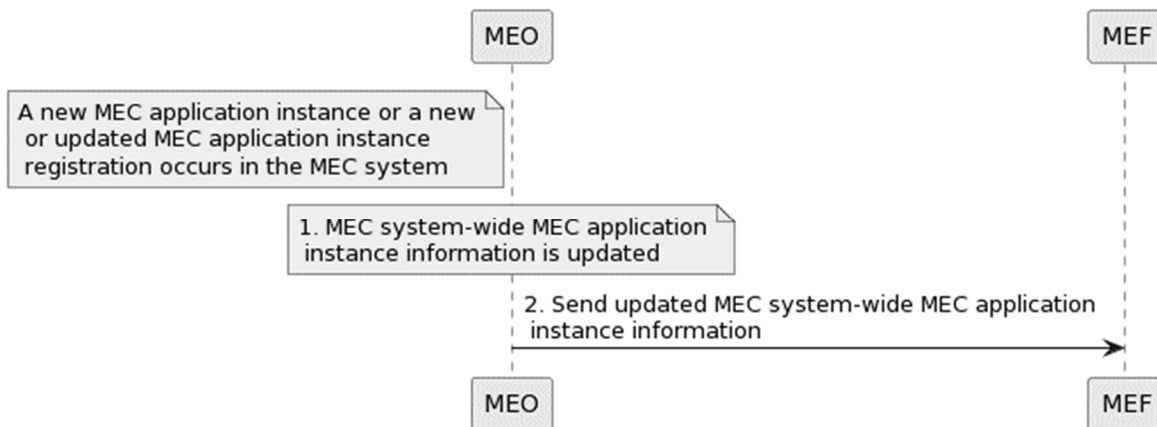 MEO
MEF
A new MEC application instance or a new
or updated MEC application instance
registration occurs in the MEC system
1. MEC system-wide MEC application
instance information is updated
2. Send updated MEC system-wide MEC application
instance information
MEO
MEF